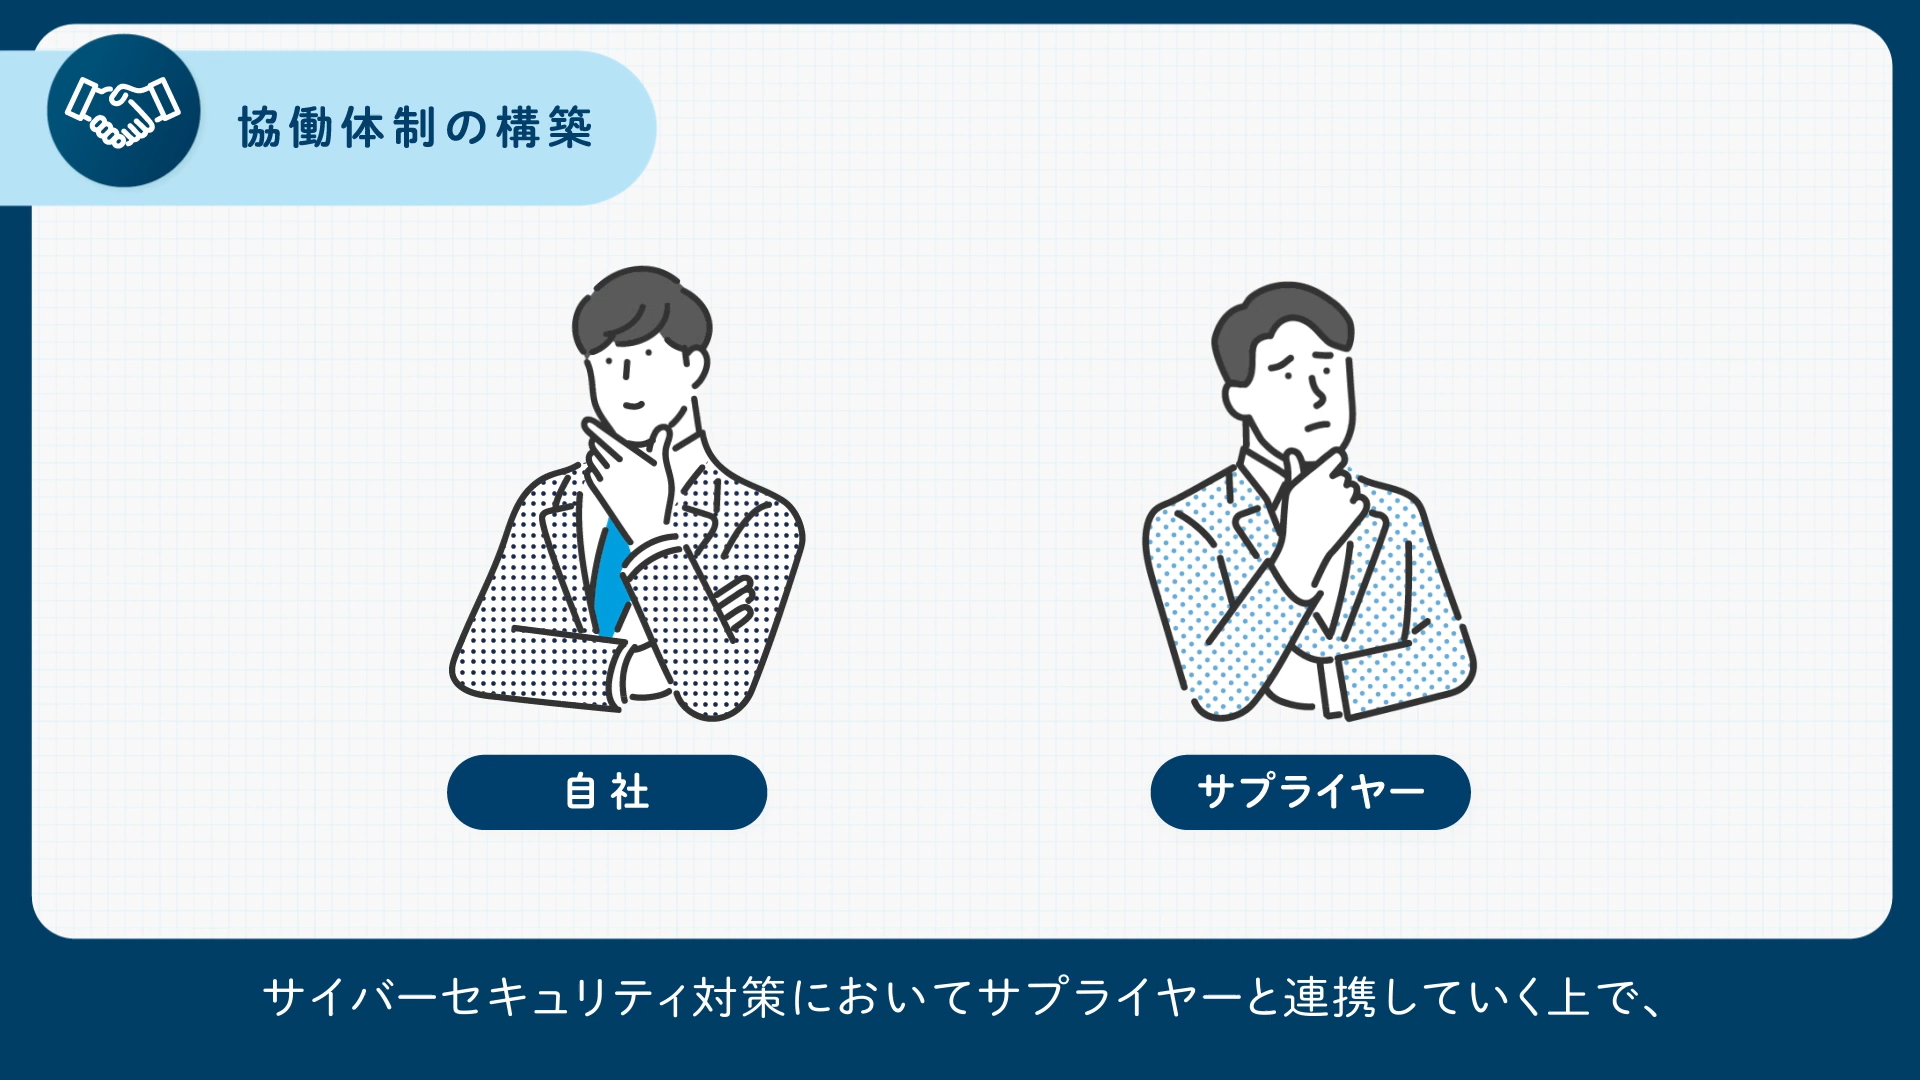 協働体制の構築
自社
サプライヤー
サイバーセキュリティ対策においてサプライヤーと連携していく上で、